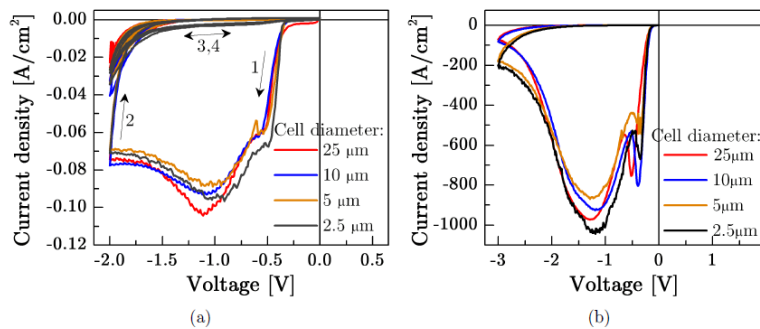 0.00
-0.02
-0.04
-0.06
-0.08
-0.10
-0.12
Current density [A/cm²]
3,4
1
2
Cell diameter:
25 μm
10 μm
5 μm
2.5 μm
-2.0 -1.5 -1.0 -0.5 0.0 0.5
Voltage [V]
(a)
0
-200
-400
-600
-800
-1000
Current density [A/cm²]
Cell diameter:
25μm
10μm
5μm
2.5μm
-3 -2 -1 0 1
Voltage [V]
(b)